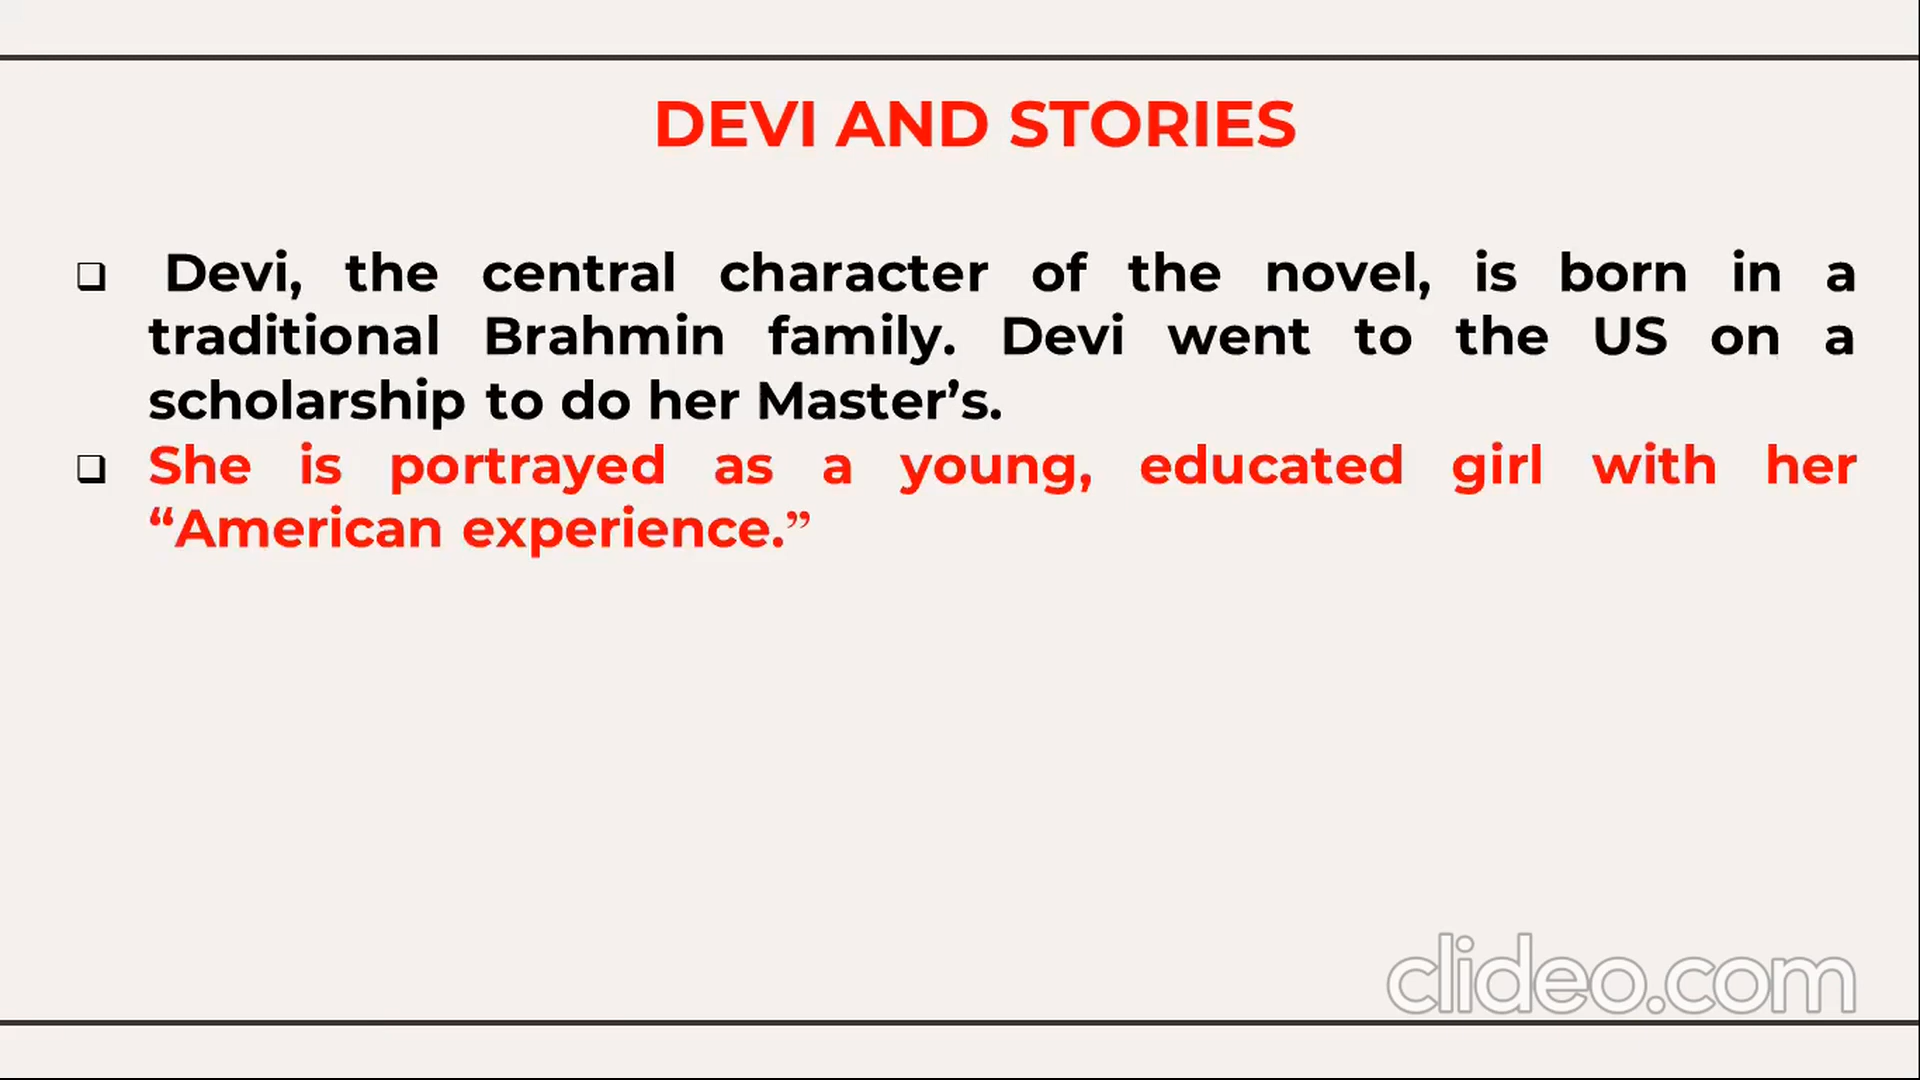 DEVI AND STORIES
❑ Devi, the central character of the novel, is born in a
traditional Brahmin family. Devi went to the US on a
scholarship to do her Master’s.
❑ She is portrayed as a young, educated girl with her
“American experience.”
clideo.com